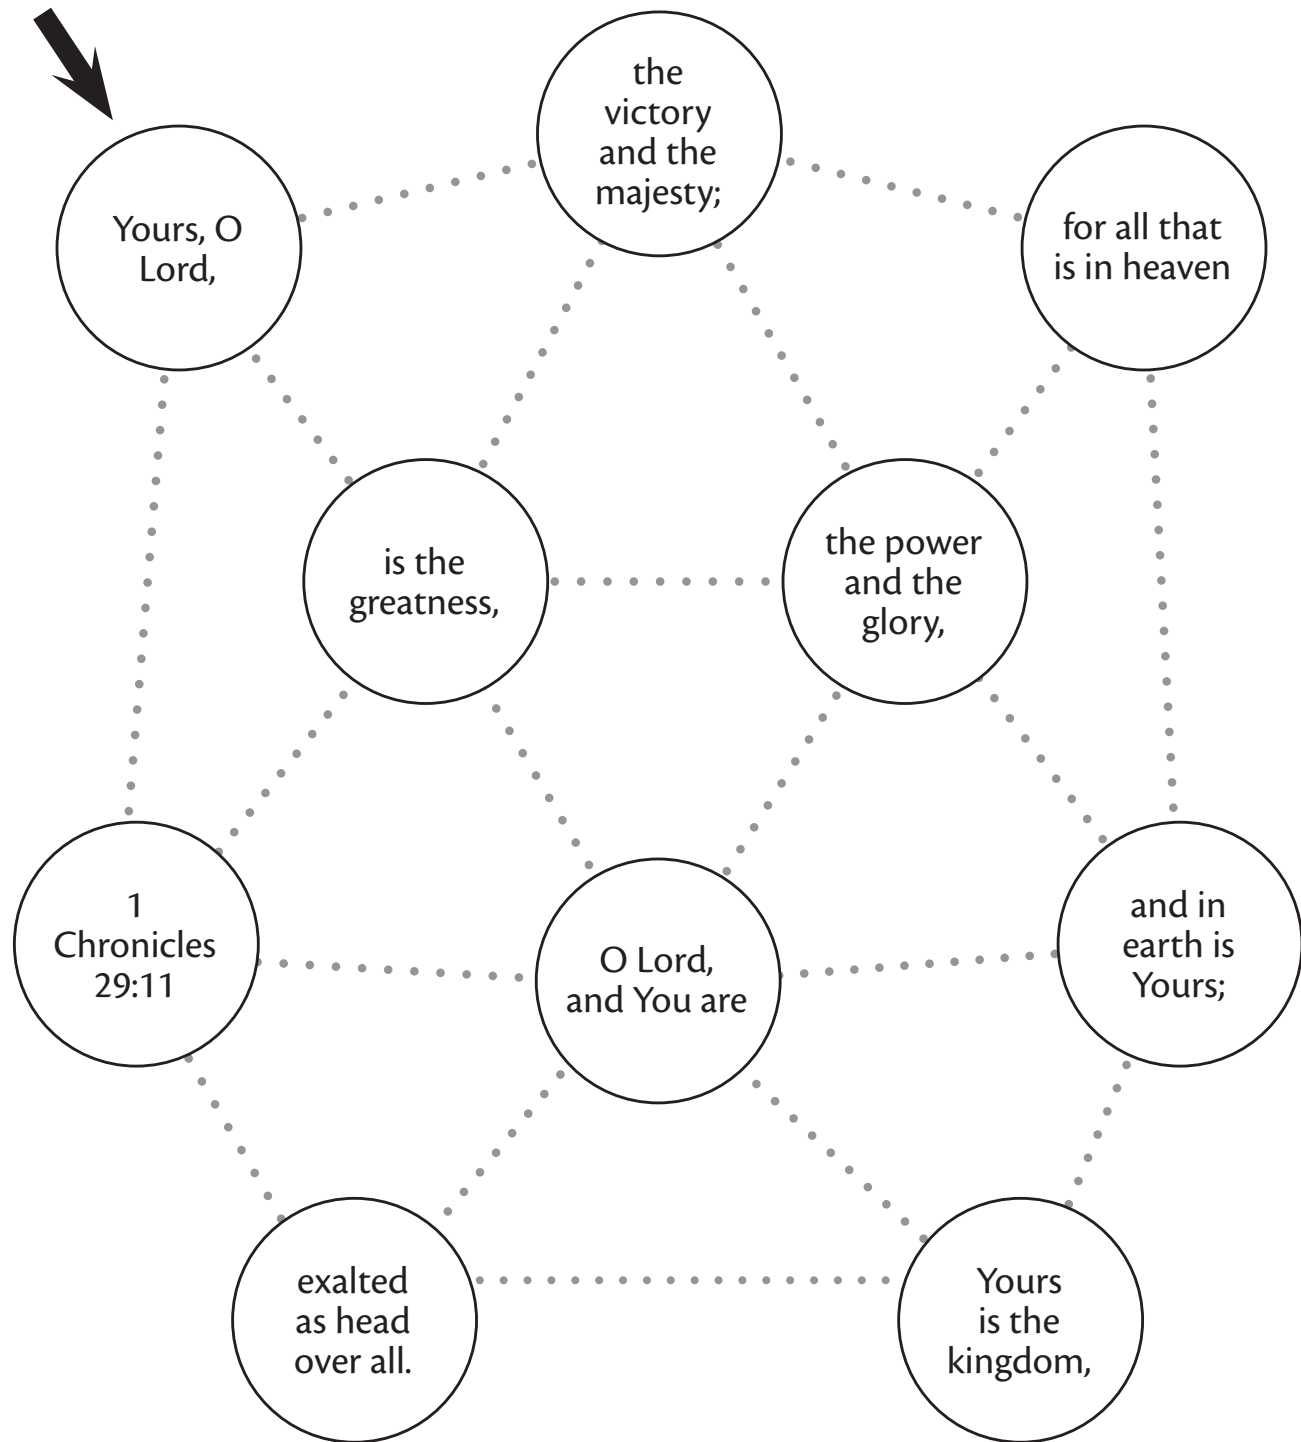 the
victory
and the
majesty;
Yours, O
Lord,
for all that
is in heaven
is the
greatness,
the power
and the
glory,
1
Chronicles
29:11
O Lord,
and You are
and in
earth is
Yours;
exalted
as head
over all.
Yours
is the
kingdom,